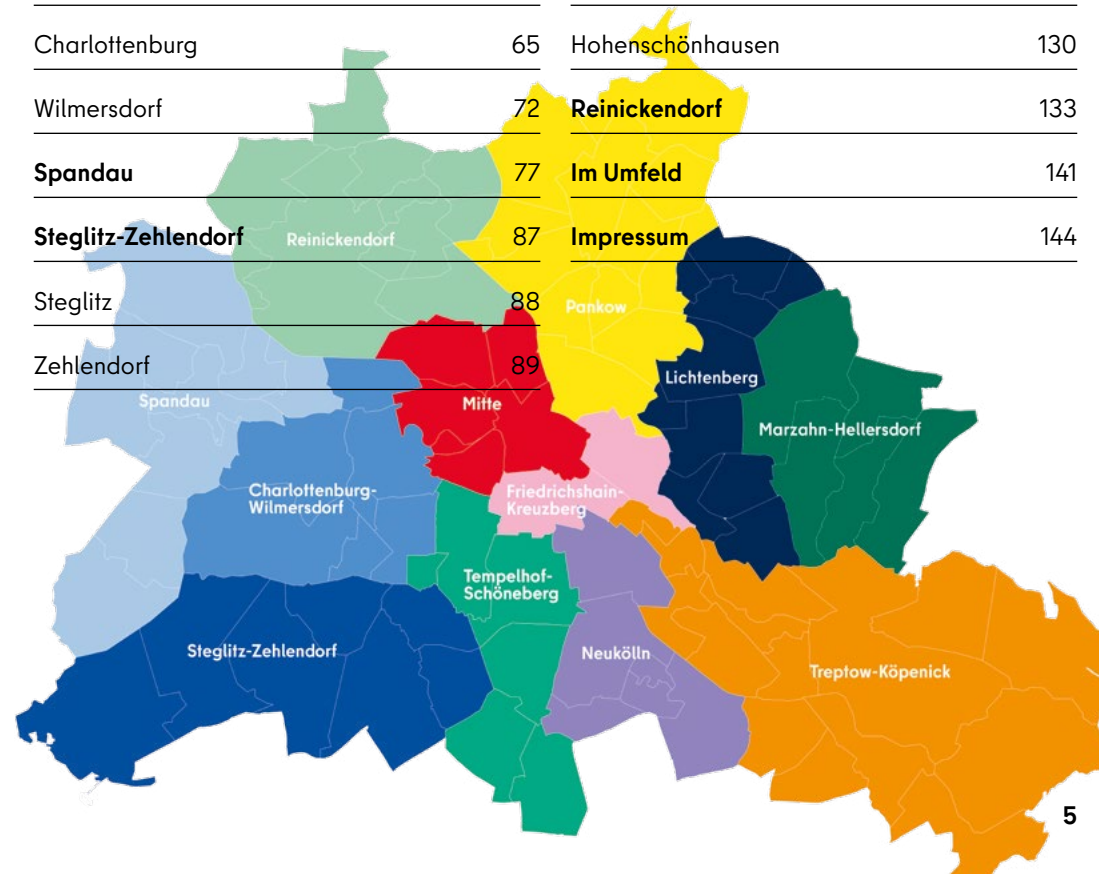 Charlottenburg 65
Wilmersdorf 72
Spandau 77
Steglitz-Zehlendorf 87
Steglitz 88
Zehlendorf 89
Hohenschönhausen 130
Reinickendorf 133
Im Umfeld 141
Impressum 144
Reinickendorf
Pankow
Lichtenberg
Spandau
Mitte
Marzahn-Hellersdorf
Charlottenburg-
Wilmersdorf
Friedrichshain-
Kreuzberg
Tempelhof-
Schöneberg
Steglitz-Zehlendorf
Neukölln
Treptow-Köpenick
5